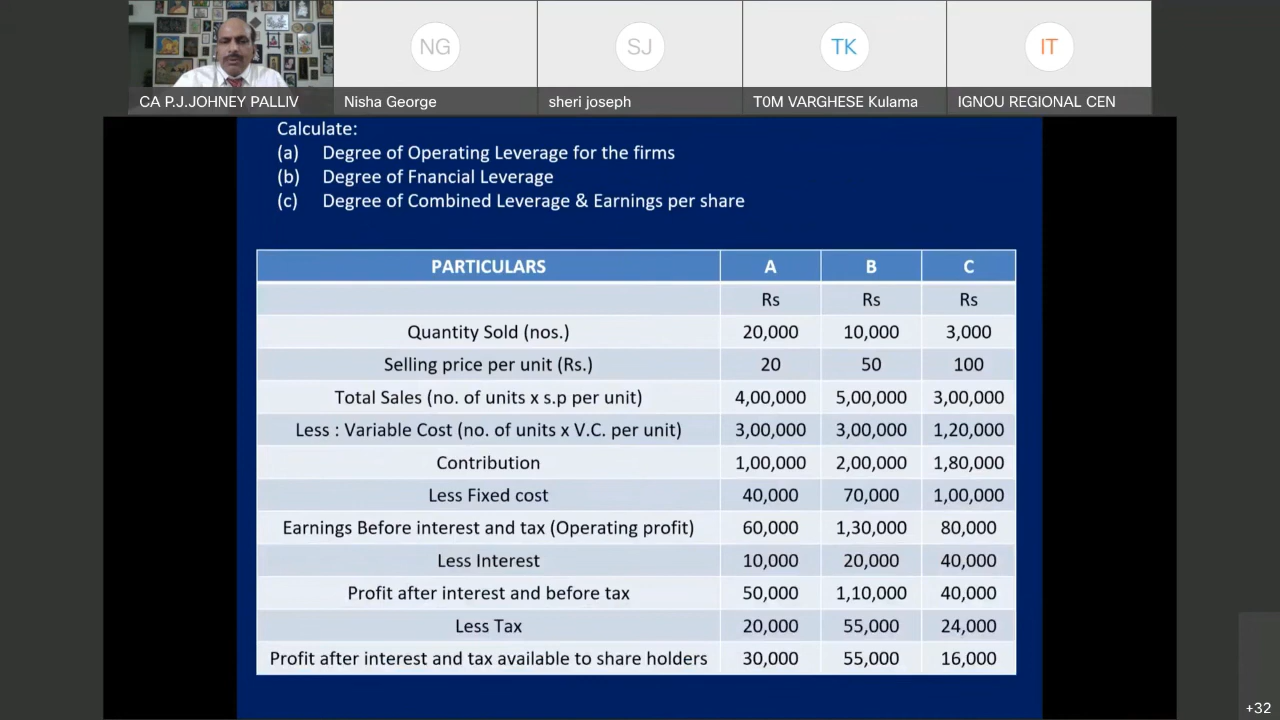 NG
SJ
TK
IT
CA P.J.JOHNEY PALLIV
Nisha George
sheri joseph
T0M VARGHESE Kulama
IGNOU REGIONAL CEN
Calculate:
(a) Degree of Operating Leverage for the firms
(b) Degree of Fnancial Leverage
(c) Degree of Combined Leverage & Earnings per share
PARTICULARS A B C
Rs Rs Rs
Quantity Sold (nos.) 20,000 10,000 3,000
Selling price per unit (Rs.) 20 50 100
Total Sales (no. of units x s.p per unit) 4,00,000 5,00,000 3,00,000
Less : Variable Cost (no. of units x V.C. per unit) 3,00,000 3,00,000 1,20,000
Contribution 1,00,000 2,00,000 1,80,000
Less Fixed cost 40,000 70,000 1,00,000
Earnings Before interest and tax (Operating profit) 60,000 1,30,000 80,000
Less Interest 10,000 20,000 40,000
Profit after interest and before tax 50,000 1,10,000 40,000
Less Tax 20,000 55,000 24,000
Profit after interest and tax available to share holders 30,000 55,000 16,000
+32